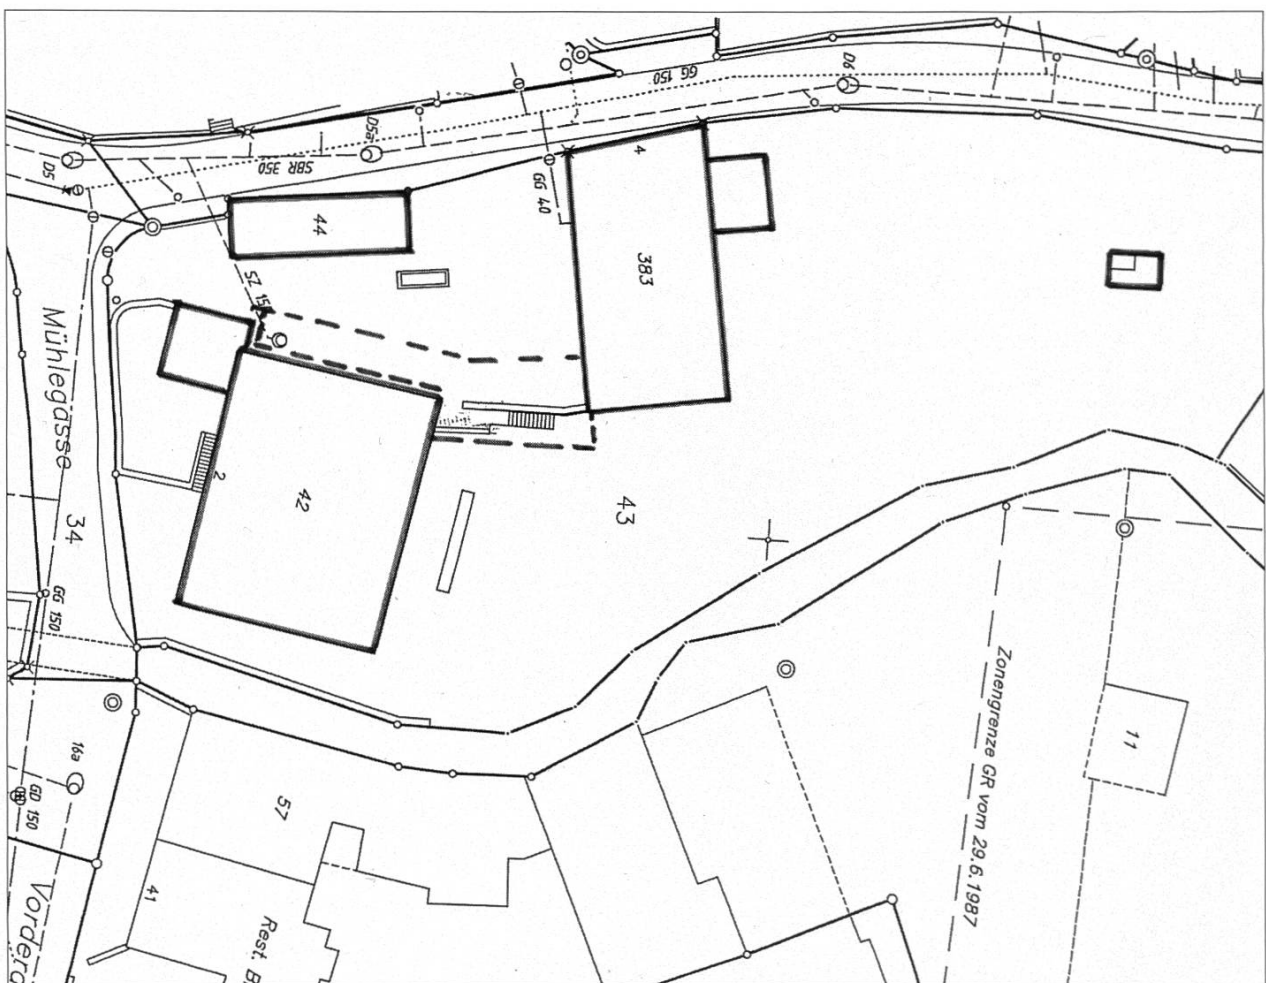 D6
GG 150
D5a
SBR 350
D5
4
GG 40
44
383
SZ 15
Mühlegasse
2
42
43
34
GG 150
Zonengrenze GR vom 29.6.1987
11
16a
GD 150
57
41
Rest. B
Vordere